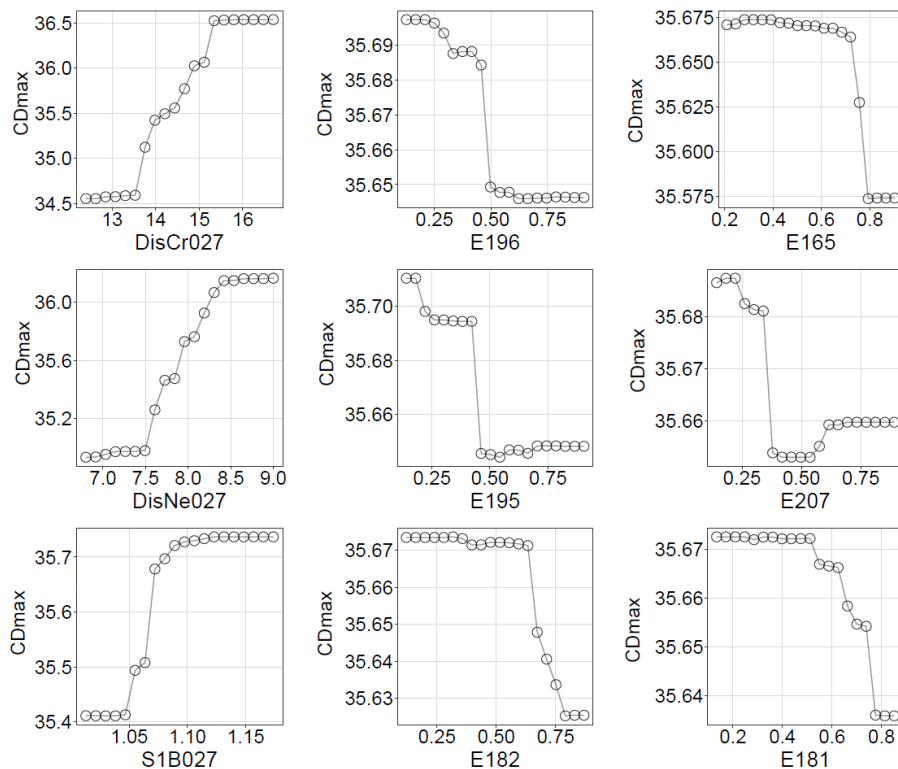 CDmax
36.5
36.0
35.5
35.0
34.5
13 14 15 16
DisCr027
CDmax
35.69
35.68
35.66
35.65
0.25 0.50 0.75
E196
CDmax
35.675
35.650
35.625
35.600
35.575
0.2 0.4 0.6 0.8
E165
CDmax
36.0
35.6
35.2
7.0 7.5 8.0 8.5 9.0
DisNe027
CDmax
35.70
35.68
35.66
0.25 0.50 0.75
E195
CDmax
35.68
35.67
35.66
0.25 0.50 0.75
E207
CDmax
35.7
35.6
35.5
35.4
1.05 1.10 1.15
S1B027
CDmax
35.67
35.66
35.65
35.64
35.63
0.25 0.50 0.75
E182
CDmax
35.67
35.66
35.65
35.64
0.2 0.4 0.6 0.8
E181